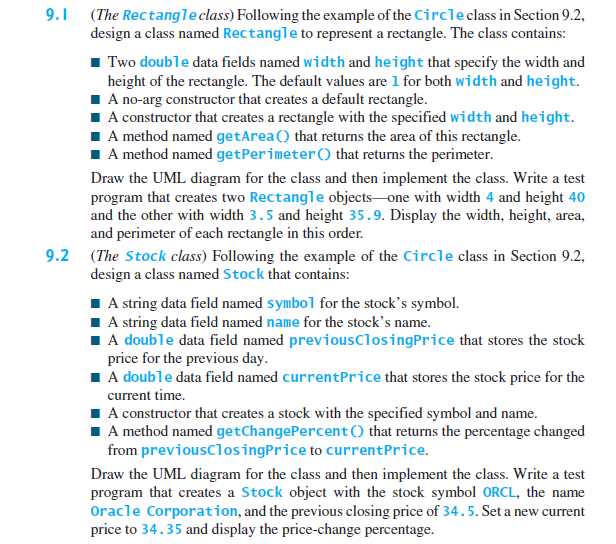 9.1 (The Rectangle class) Following the example of the Circle class in Section 9.2,
design a class named Rectangle to represent a rectangle. The class contains:
■ Two double data fields named width and height that specify the width and
height of the rectangle. The default values are 1 for both width and height.
■ A no-arg constructor that creates a default rectangle.
■ A constructor that creates a rectangle with the specified width and height.
■ A method named getArea() that returns the area of this rectangle.
■ A method named getPerimeter() that returns the perimeter.
Draw the UML diagram for the class and then implement the class. Write a test
program that creates two Rectangle objects—one with width 4 and height 40
and the other with width 3.5 and height 35.9. Display the width, height, area,
and perimeter of each rectangle in this order.
9.2 (The Stock class) Following the example of the Circle class in Section 9.2,
design a class named Stock that contains:
■ A string data field named symbol for the stock's symbol.
■ A string data field named name for the stock's name.
■ A double data field named previousClosingPrice that stores the stock
price for the previous day.
■ A double data field named currentPrice that stores the stock price for the
current time.
■ A constructor that creates a stock with the specified symbol and name.
■ A method named getChangePercent() that returns the percentage changed
from previousClosingPrice to currentPrice.
Draw the UML diagram for the class and then implement the class. Write a test
program that creates a Stock object with the stock symbol ORCL, the name
Oracle Corporation, and the previous closing price of 34.5. Set a new current
price to 34.35 and display the price-change percentage.